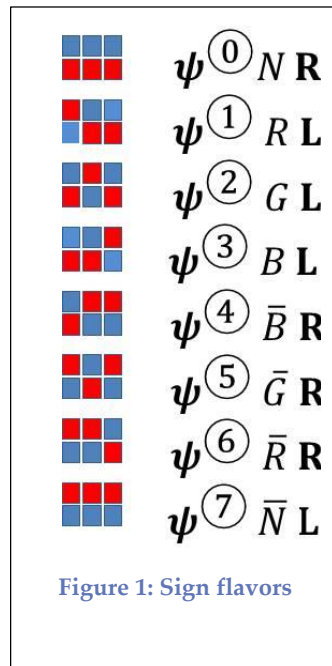 𝝍⓪ N R
𝝍① R L
𝝍② G L
𝝍③ B L
𝝍④ B̄ R
𝝍⑤ Ḡ R
𝝍⑥ R̄ R
𝝍⑦ N̄ L
Figure 1: Sign flavors